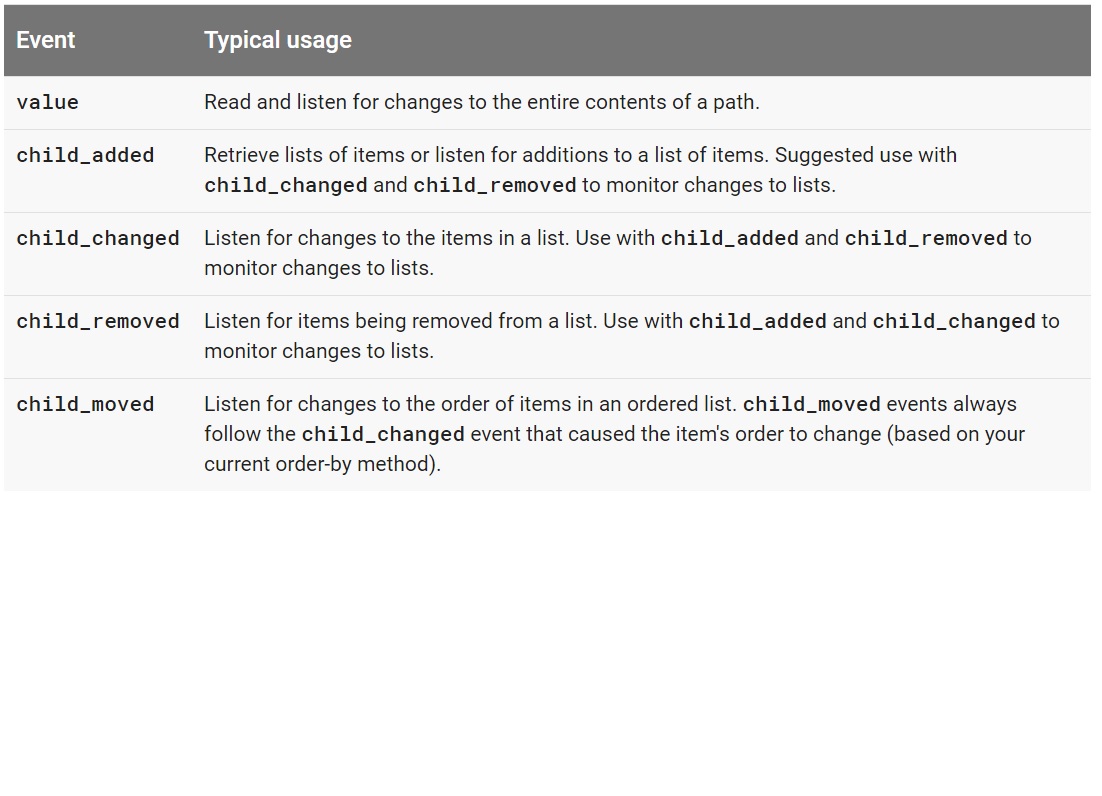 Event Typical usage
value Read and listen for changes to the entire contents of a path.
child_added Retrieve lists of items or listen for additions to a list of items. Suggested use with
child_changed and child_removed to monitor changes to lists.
child_changed Listen for changes to the items in a list. Use with child_added and child_removed to
monitor changes to lists.
child_removed Listen for items being removed from a list. Use with child_added and child_changed to
monitor changes to lists.
child_moved Listen for changes to the order of items in an ordered list. child_moved events always
follow the child_changed event that caused the item's order to change (based on your
current order-by method).